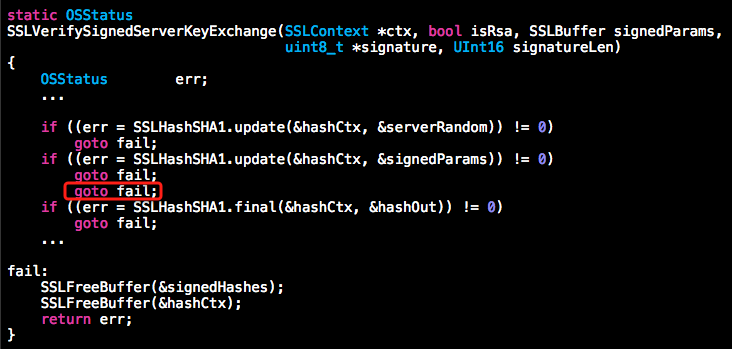 static OSStatus
SSLVerifySignedServerKeyExchange(SSLContext *ctx, bool isRsa, SSLBuffer signedParams,
                                 uint8_t *signature, UInt16 signatureLen)
{
    OSStatus        err;
    ...

    if ((err = SSLHashSHA1.update(&hashCtx, &serverRandom)) != 0)
        goto fail;
    if ((err = SSLHashSHA1.update(&hashCtx, &signedParams)) != 0)
        goto fail;
        goto fail;
    if ((err = SSLHashSHA1.final(&hashCtx, &hashOut)) != 0)
        goto fail;
    ...

fail:
    SSLFreeBuffer(&signedHashes);
    SSLFreeBuffer(&hashCtx);
    return err;
}